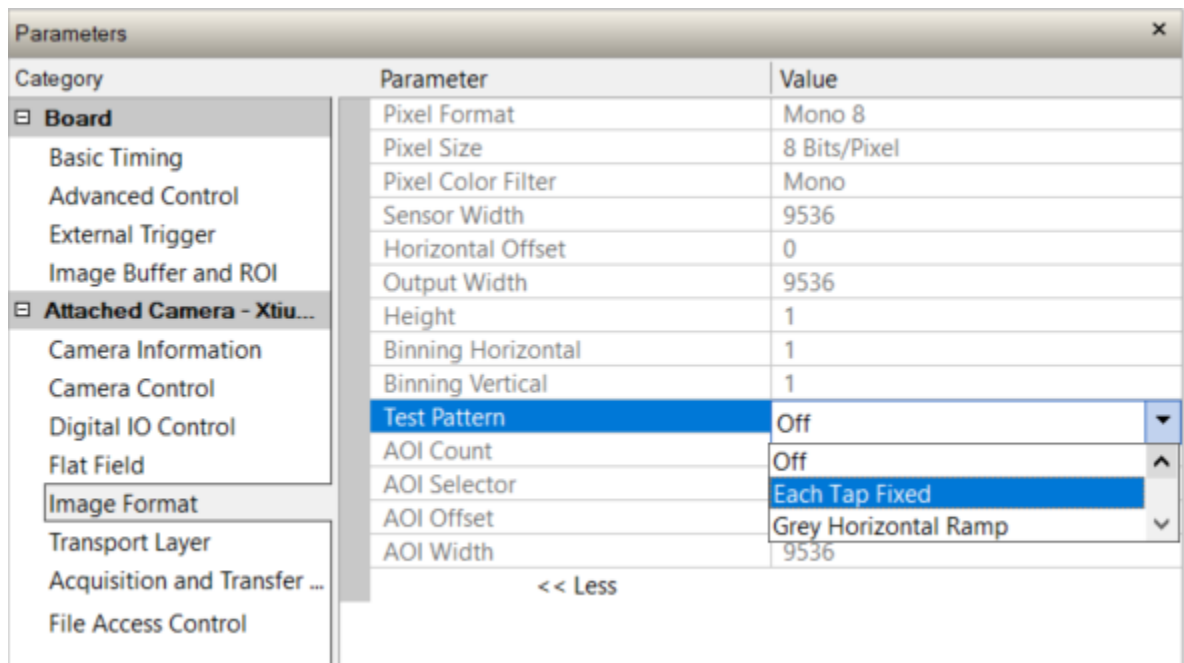 Parameters
Category Parameter Value
Board
Basic Timing
Advanced Control
External Trigger
Image Buffer and ROI
Attached Camera - Xtiu...
Camera Information
Camera Control
Digital IO Control
Flat Field
Image Format
Transport Layer
Acquisition and Transfer ...
File Access Control
Pixel Format Mono 8
Pixel Size 8 Bits/Pixel
Pixel Color Filter Mono
Sensor Width 9536
Horizontal Offset 0
Output Width 9536
Height 1
Binning Horizontal 1
Binning Vertical 1
Test Pattern Off
AOI Count Off
AOI Selector Each Tap Fixed
AOI Offset Grey Horizontal Ramp
AOI Width 9536
<< Less